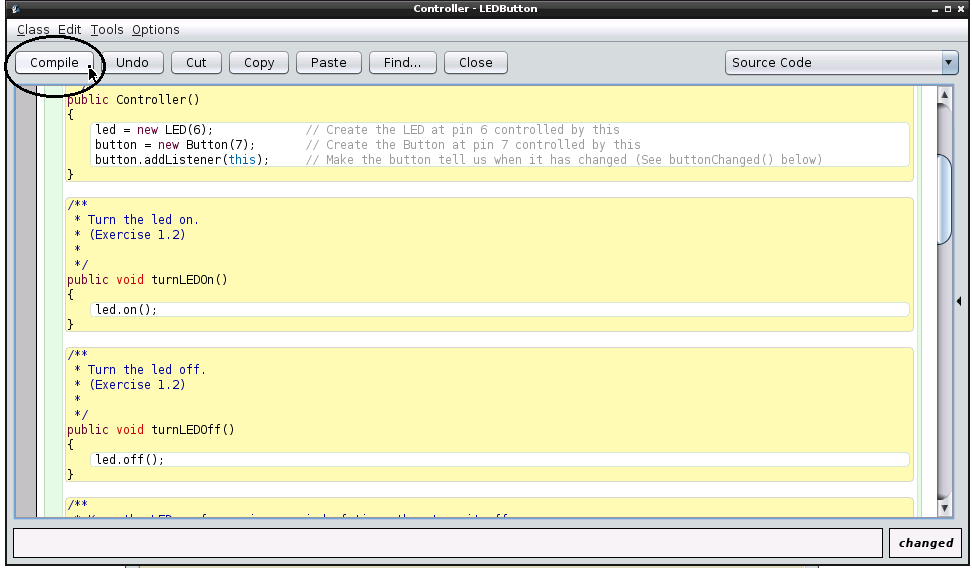 Controller - LEDButton
Class Edit Tools Options
Compile Undo Cut Copy Paste Find... Close Source Code
public Controller()
{
led = new LED(6); // Create the LED at pin 6 controlled by this
button = new Button(7); // Create the Button at pin 7 controlled by this
button.addListener(this); // Make the button tell us when it has changed (See buttonChanged() below)
}
/**
* Turn the led on.
* (Exercise 1.2)
*
*/
public void turnLEDOn()
{
led.on();
}
/**
* Turn the led off.
* (Exercise 1.2)
*
*/
public void turnLEDOff()
{
led.off();
}
/**
changed